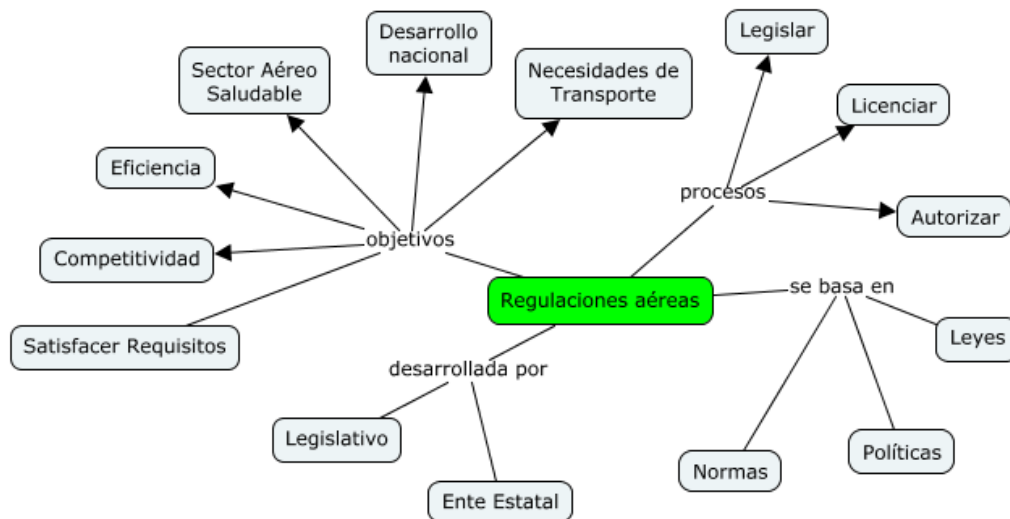 Desarrollo
nacional
Legislar
Sector Aéreo
Saludable
Necesidades de
Transporte
Licenciar
Eficiencia
procesos
Autorizar
objetivos
Competitividad
Regulaciones aéreas
se basa en
Satisfacer Requisitos
Leyes
desarrollada por
Legislativo
Políticas
Normas
Ente Estatal